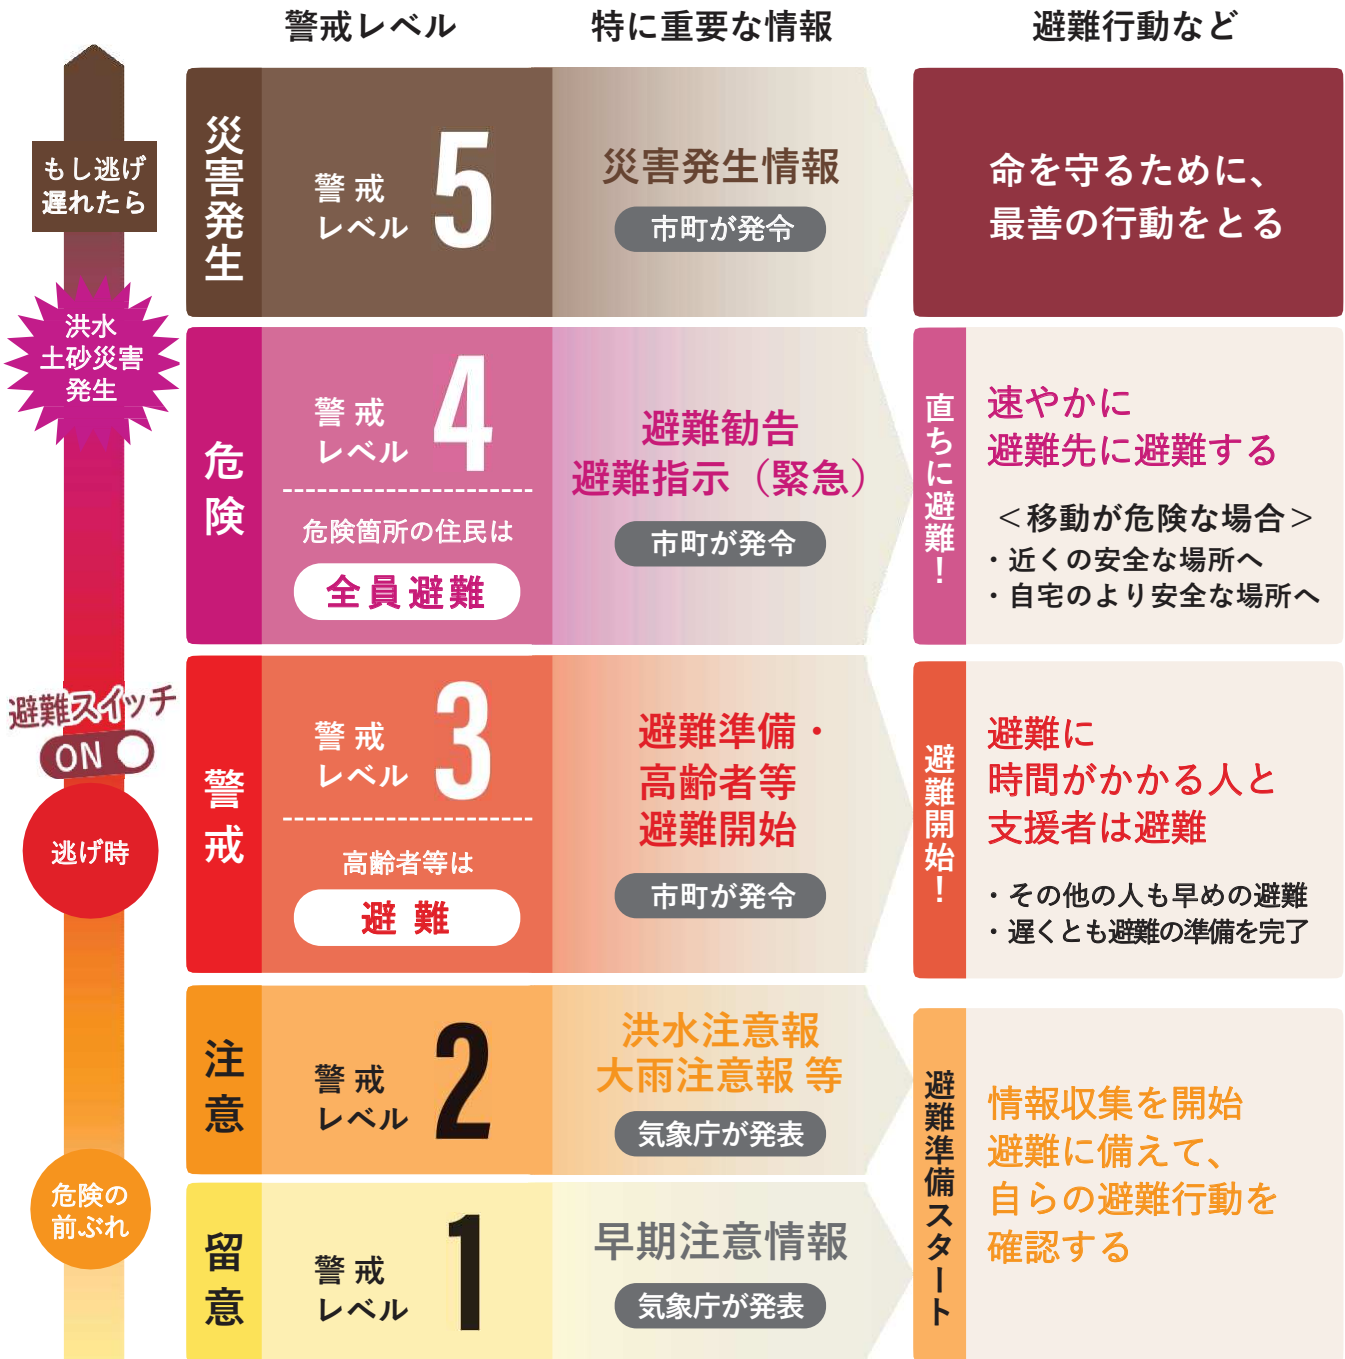 警戒レベル
特に重要な情報
避難行動など
もし逃げ
遅れたら
洪水
土砂災害
発生
避難スイッチ
ON
逃げ時
危険の
前ぶれ
災害発生
警戒
レベル
5
災害発生情報
市町が発令
命を守るために、
最善の行動をとる
危険
警戒
レベル
4
危険箇所の住民は
全員避難
避難勧告
避難指示（緊急）
市町が発令
直ちに避難！
速やかに
避難先に避難する
＜移動が危険な場合＞
・近くの安全な場所へ
・自宅のより安全な場所へ
警戒
警戒
レベル
3
高齢者等は
避難
避難準備・
高齢者等
避難開始
市町が発令
避難開始！
避難に
時間がかかる人と
支援者は避難
・その他の人も早めの避難
・遅くとも避難の準備を完了
注意
警戒
レベル
2
洪水注意報
大雨注意報 等
気象庁が発表
留意
警戒
レベル
1
早期注意情報
気象庁が発表
避難準備スタート
情報収集を開始
避難に備えて、
自らの避難行動を
確認する